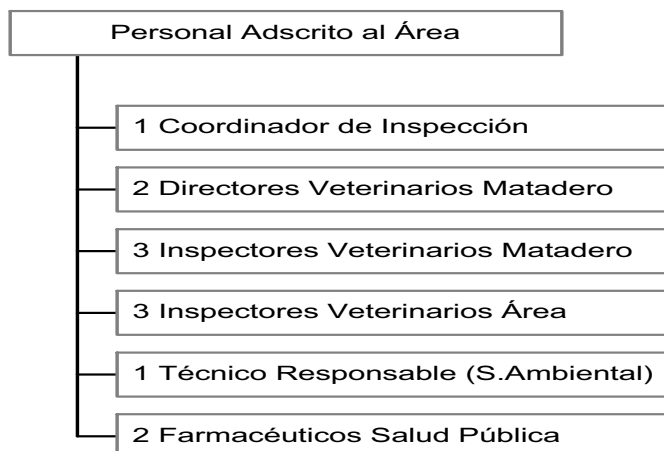 Personal Adscrito al Área
1 Coordinador de Inspección
2 Directores Veterinarios Matadero
3 Inspectores Veterinarios Matadero
3 Inspectores Veterinarios Área
1 Técnico Responsable (S.Ambiental)
2 Farmacéuticos Salud Pública